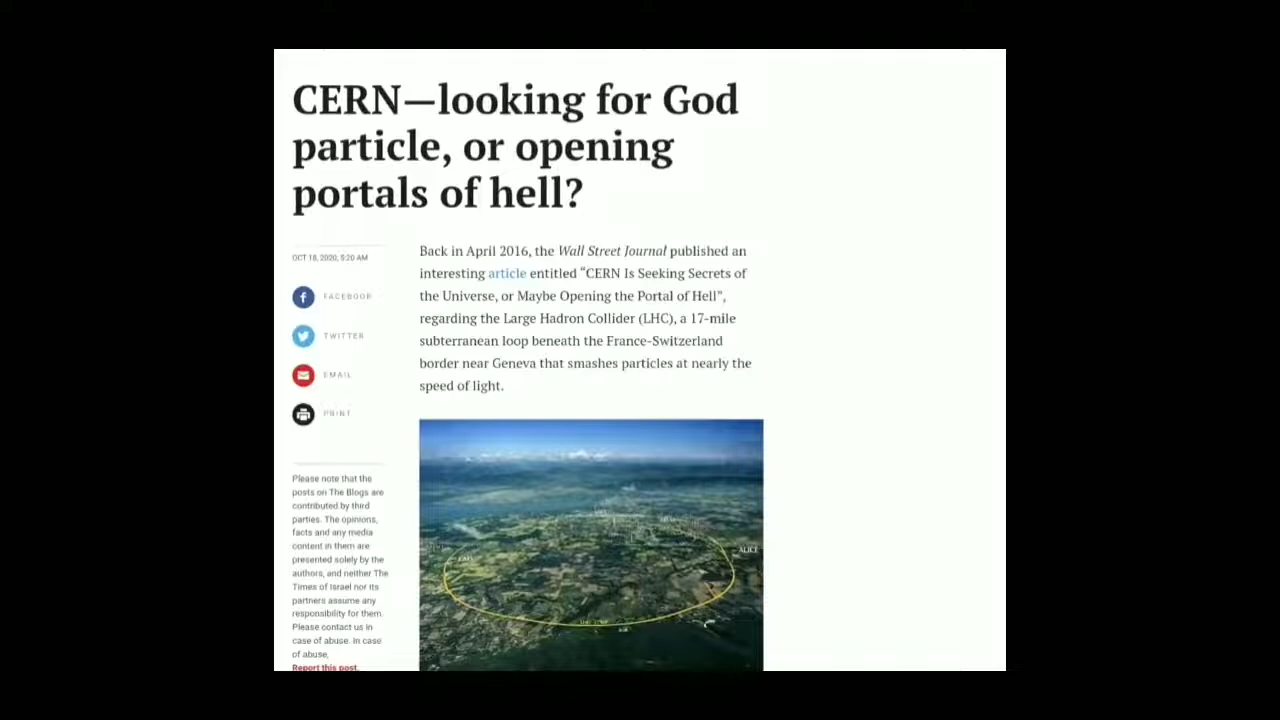 CERN—looking for God
particle, or opening
portals of hell?
OCT 18, 2020, 5:20 AM
FACEBOOK
TWITTER
EMAIL
PRINT
Please note that the
posts on The Blogs are
contributed by third
parties. The opinions,
facts and any media
content in them are
presented solely by the
authors, and neither The
Times of Israel nor its
partners assume any
responsibility for them.
Please contact us in
case of abuse. In case
of abuse,
Report this post.
Back in April 2016, the Wall Street Journal published an
interesting article entitled “CERN Is Seeking Secrets of
the Universe, or Maybe Opening the Portal of Hell”,
regarding the Large Hadron Collider (LHC), a 17-mile
subterranean loop beneath the France-Switzerland
border near Geneva that smashes particles at nearly the
speed of light.
ALICE